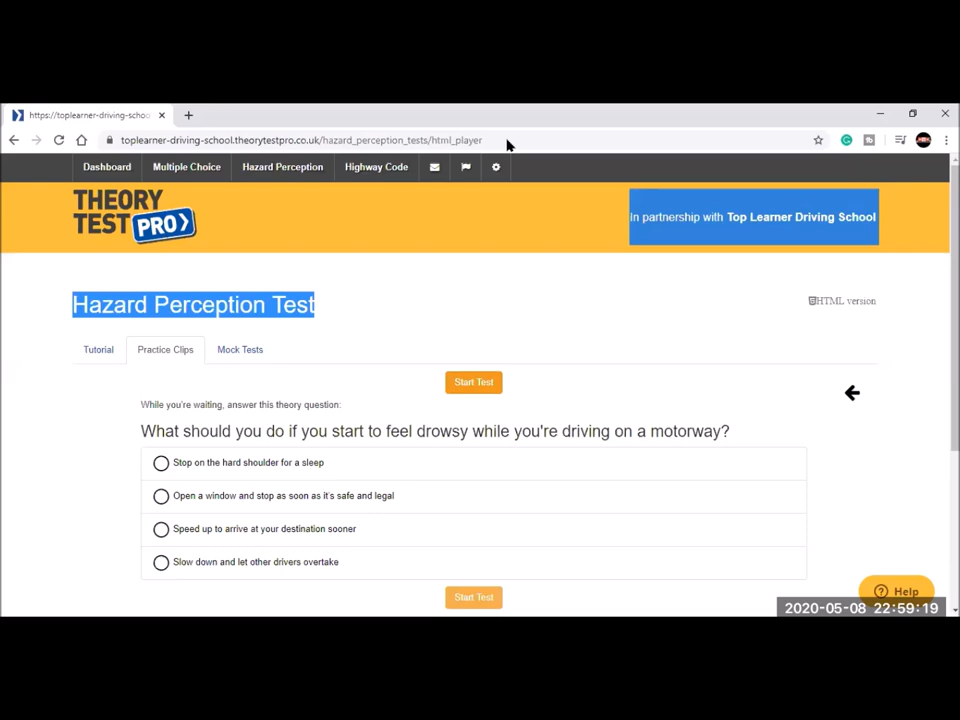 https://toplearner-driving-schoo
toplearner-driving-school.theorytestpro.co.uk/hazard_perception_tests/html_player
Dashboard Multiple Choice Hazard Perception Highway Code
THEORY
TEST PRO
In partnership with Top Learner Driving School
Hazard Perception Test
HTML version
Tutorial Practice Clips Mock Tests
Start Test
While you're waiting, answer this theory question:
What should you do if you start to feel drowsy while you're driving on a motorway?
Stop on the hard shoulder for a sleep
Open a window and stop as soon as it's safe and legal
Speed up to arrive at your destination sooner
Slow down and let other drivers overtake
Start Test
Help
2020-05-08 22:59:19